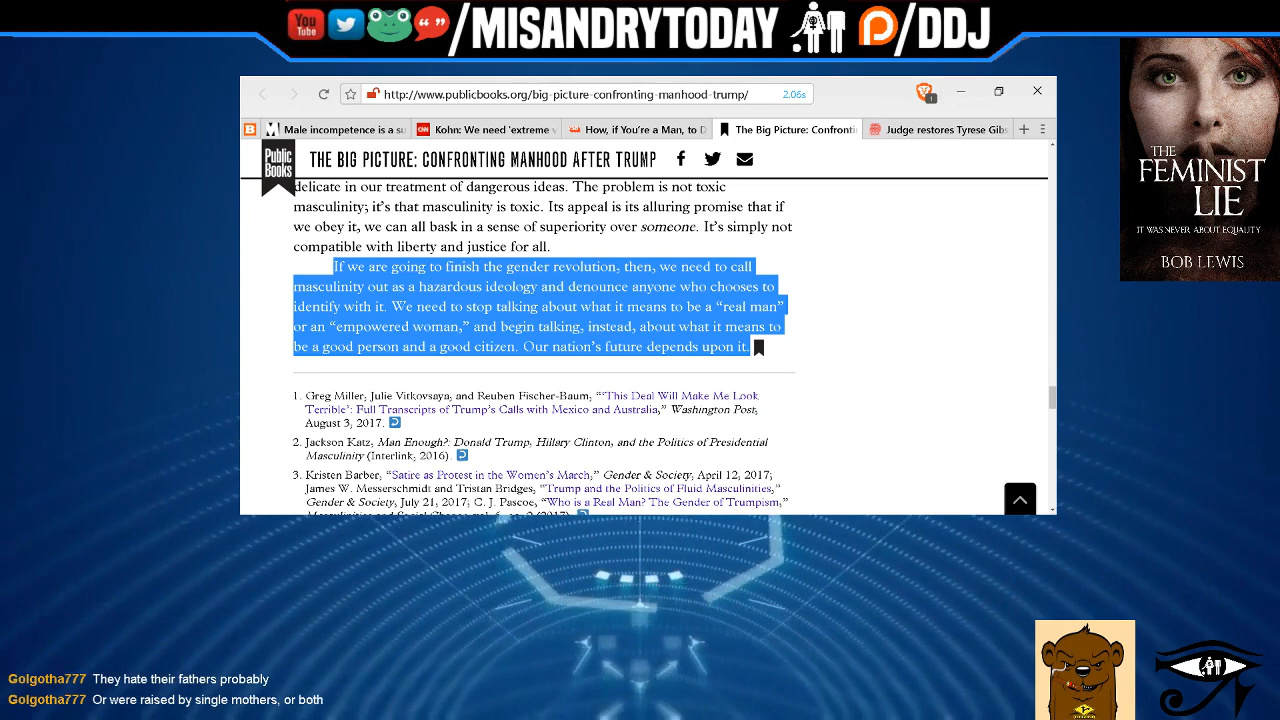 You
Tube
/MISANDRYTODAY
/DDJ
http://www.publicbooks.org/big-picture-confronting-manhood-trump/
2.06s
1
Male incompetence is a su
CNN
Kohn: We need 'extreme v
How, if You're a Man, to D
The Big Picture: Confronti
Judge restores Tyrese Gibs
Public
Books
THE BIG PICTURE: CONFRONTING MANHOOD AFTER TRUMP
delicate in our treatment of dangerous ideas. The problem is not toxic
masculinity; it's that masculinity is toxic. Its appeal is its alluring promise that if
we obey it, we can all bask in a sense of superiority over someone. It's simply not
compatible with liberty and justice for all.
If we are going to finish the gender revolution, then, we need to call
masculinity out as a hazardous ideology and denounce anyone who chooses to
identify with it. We need to stop talking about what it means to be a “real man”
or an “empowered woman,” and begin talking, instead, about what it means to
be a good person and a good citizen. Our nation's future depends upon it.
1. Greg Miller, Julie Vitkovsaya, and Reuben Fischer-Baum, “‘This Deal Will Make Me Look
Terrible’: Full Transcripts of Trump's Calls with Mexico and Australia,” Washington Post,
August 3, 2017.
2. Jackson Katz, Man Enough?: Donald Trump, Hillary Clinton, and the Politics of Presidential
Masculinity (Interlink, 2016).
3. Kristen Barber, “Satire as Protest in the Women's March,” Gender & Society, April 12, 2017;
James W. Messerschmidt and Tristan Bridges, “Trump and the Politics of Fluid Masculinities,”
Gender & Society, July 21, 2017; C. J. Pascoe, “Who is a Real Man? The Gender of Trumpism,”
THE
FEMINIST
LIE
IT WAS NEVER ABOUT EQUALITY
BOB LEWIS
Golgotha777 They hate their fathers probably
Golgotha777 Or were raised by single mothers, or both